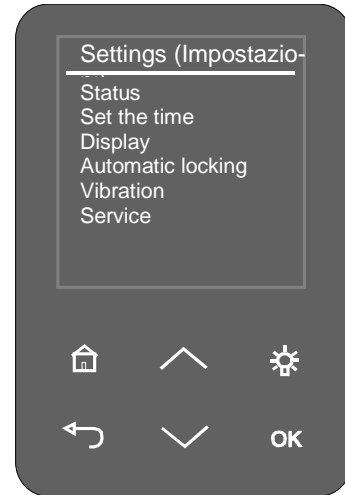 Settings (Impostazio-
Status
Set the time
Display
Automatic locking
Vibration
Service
OK